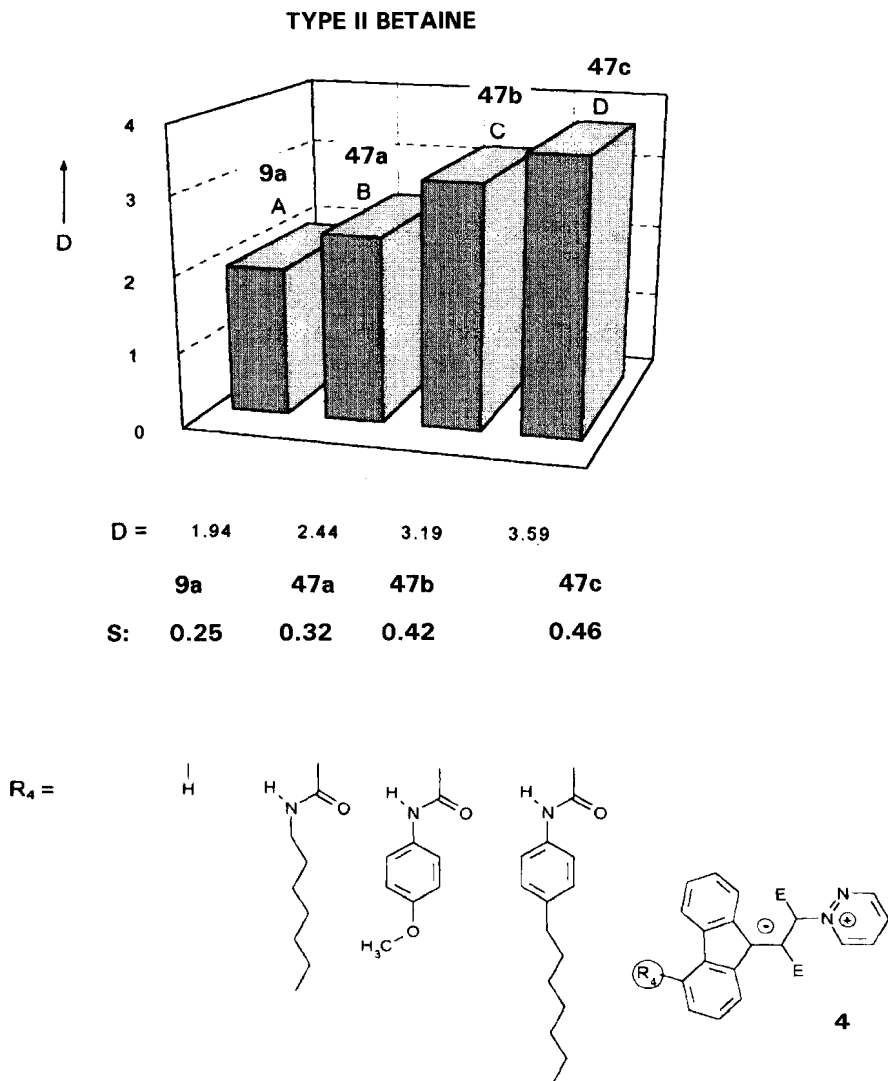 TYPE II BETAINE
47c
47b
D
4
C
47a
3
9a
B
A
D
2
1
0
D = 1.94 2.44 3.19 3.59
9a 47a 47b 47c
S: 0.25 0.32 0.42 0.46
R₄ = H
H N O
H N O
H₃C O
H N O
E N N ⊕
⊖
E
R₄
4